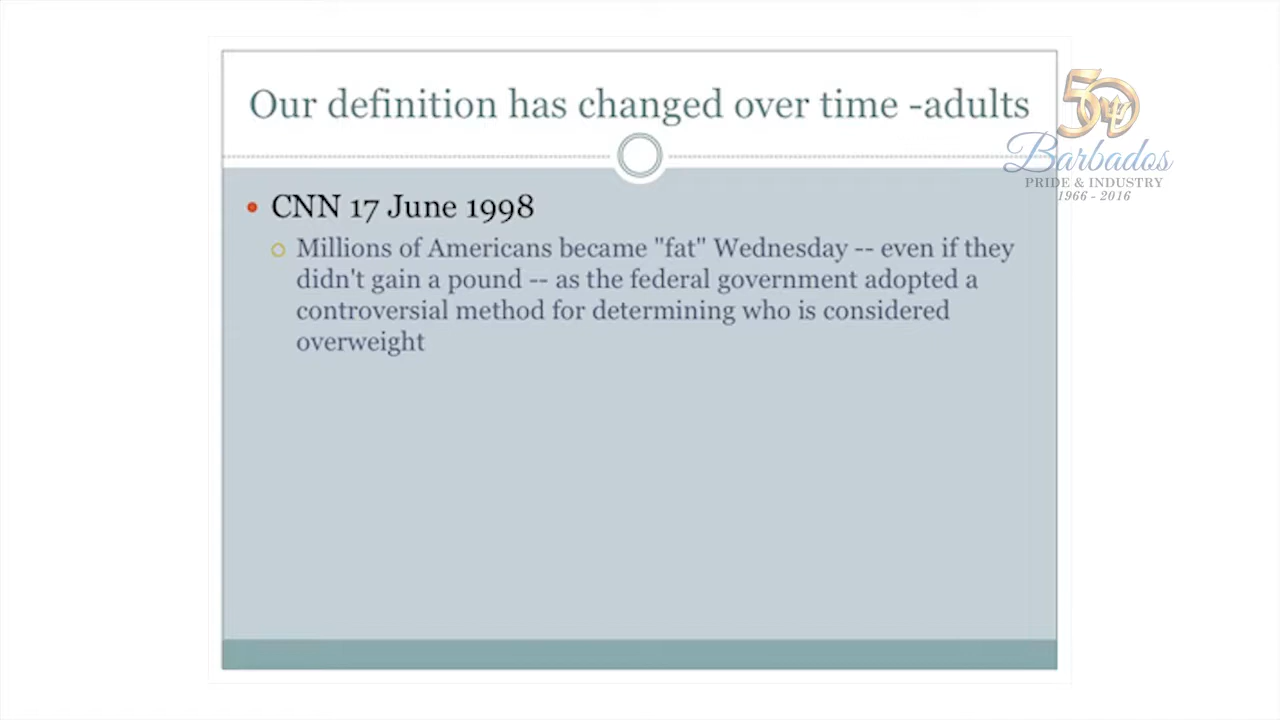 Our definition has changed over time -adults
50
Barbados
PRIDE & INDUSTRY
1966 - 2016
CNN 17 June 1998
Millions of Americans became "fat" Wednesday -- even if they
didn't gain a pound -- as the federal government adopted a
controversial method for determining who is considered
overweight